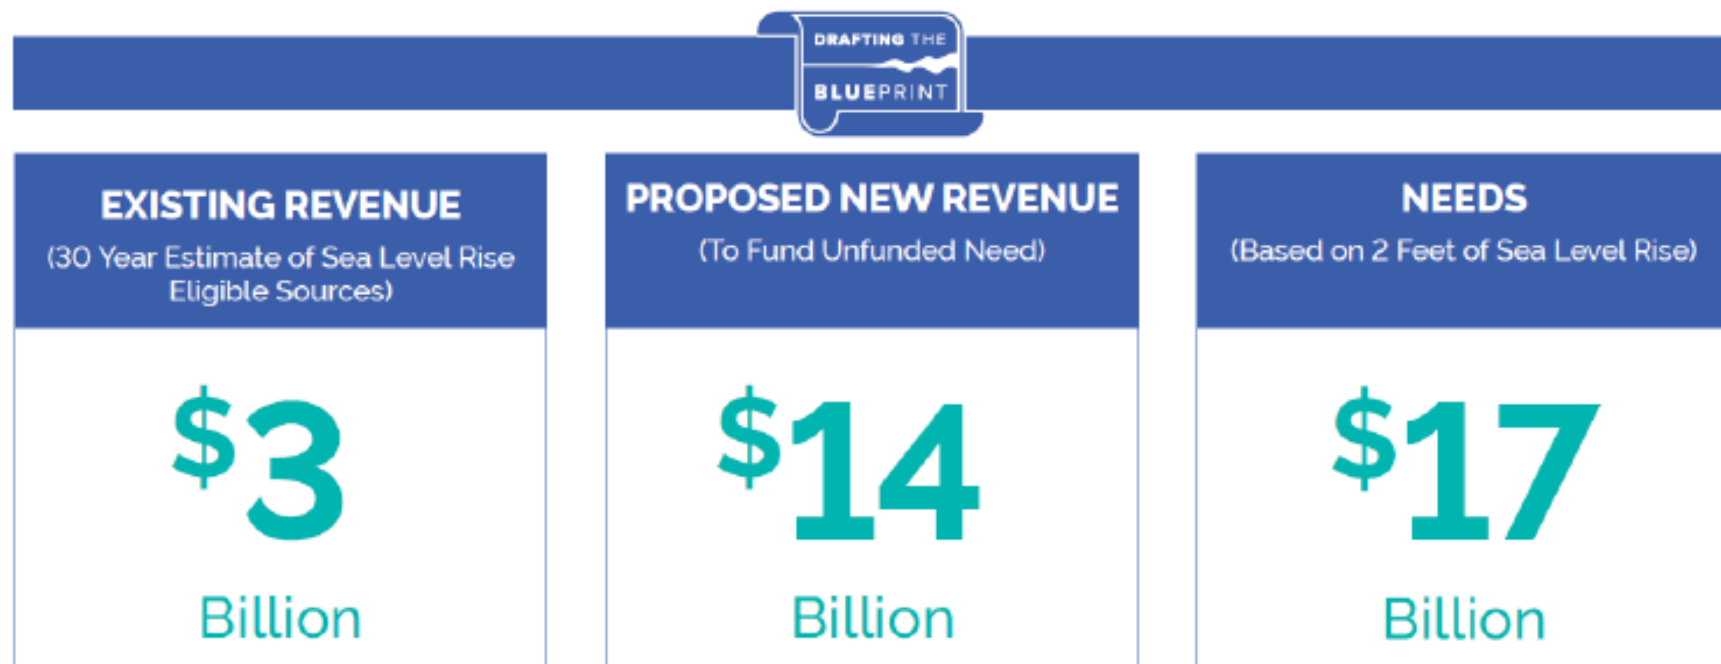 DRAFTING THE
BLUEPRINT
EXISTING REVENUE
(30 Year Estimate of Sea Level Rise
Eligible Sources)
$3
Billion
PROPOSED NEW REVENUE
(To Fund Unfunded Need)
$14
Billion
NEEDS
(Based on 2 Feet of Sea Level Rise)
$17
Billion